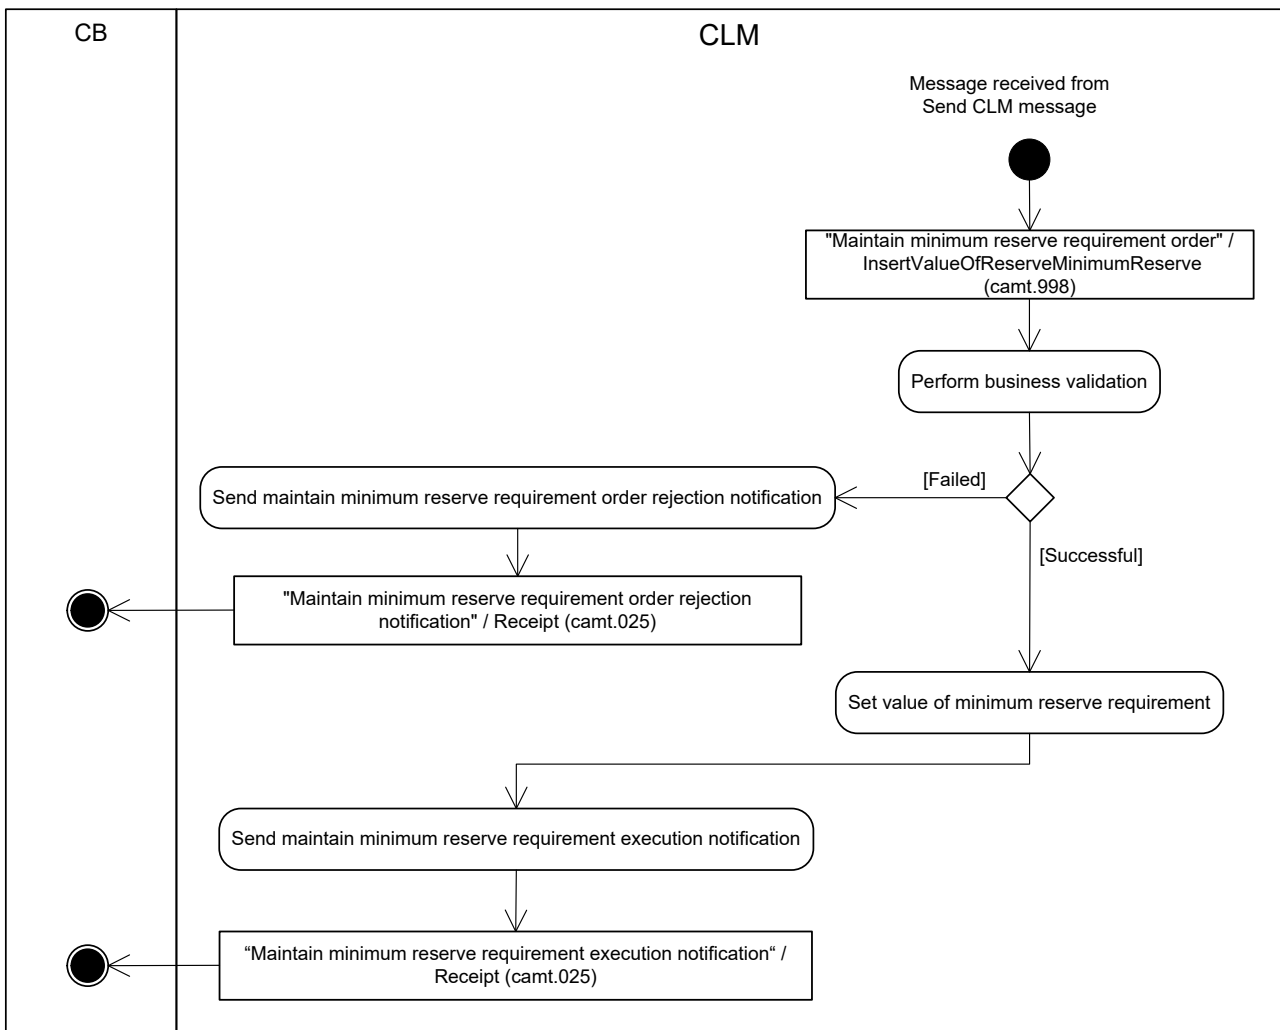 CB
CLM
Message received from
Send CLM message
"Maintain minimum reserve requirement order" /
InsertValueOfReserveMinimumReserve
(camt.998)
Perform business validation
[Failed]
Send maintain minimum reserve requirement order rejection notification
[Successful]
"Maintain minimum reserve requirement order rejection
notification" / Receipt (camt.025)
Set value of minimum reserve requirement
Send maintain minimum reserve requirement execution notification
“Maintain minimum reserve requirement execution notification“ /
Receipt (camt.025)